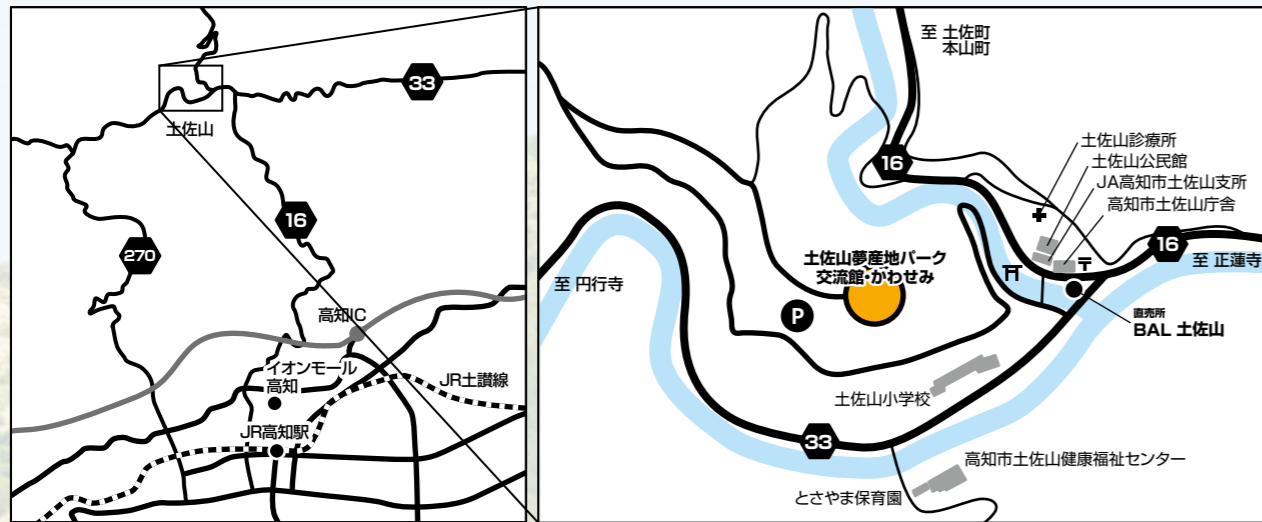 33
土佐山
16
270
高知IC
イオンモール
高知
JR土讃線
JR高知駅
至 土佐町
本山町
16
土佐山診療所
土佐山公民館
JA高知市土佐山支所
高知市土佐山庁舎
16
至 正蓮寺
土佐山夢産地パーク
交流館・かわせみ
至 円行寺
P
直売所
BAL 土佐山
土佐山小学校
33
高知市土佐山健康福祉センター
とさやま保育園